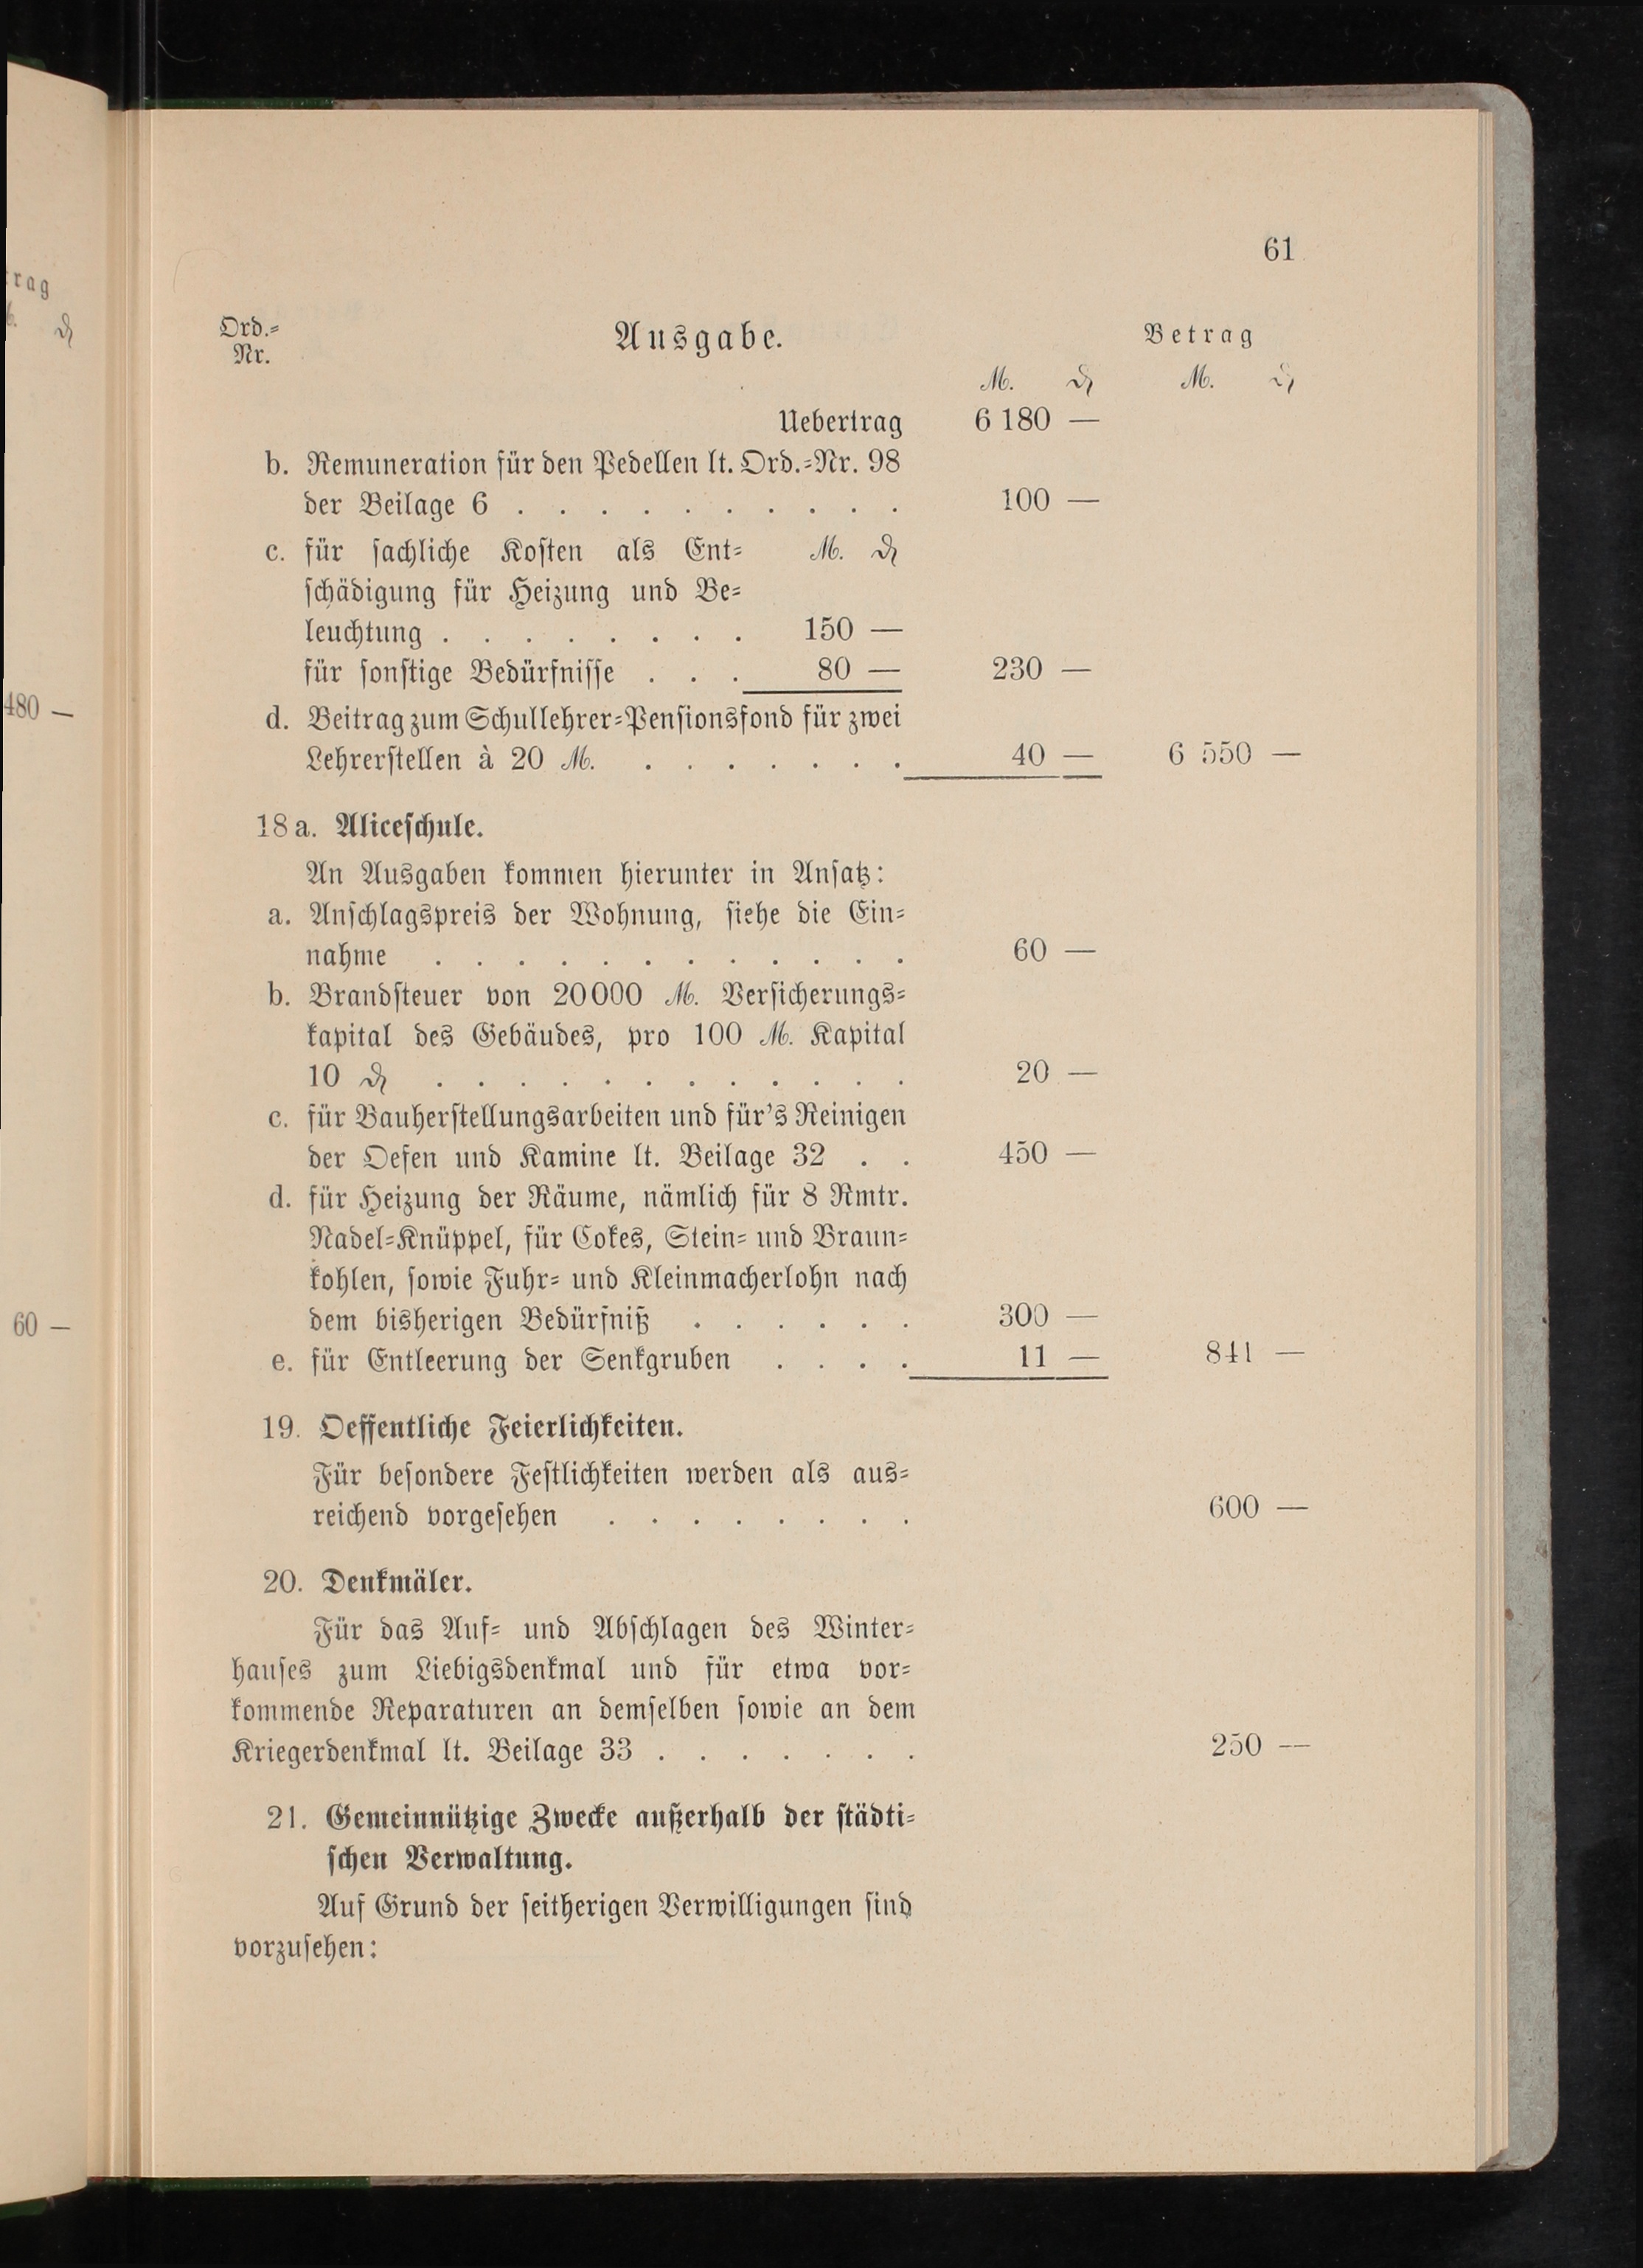 rag
₰
480 —
60 —
61
Ord.=
Nr.
Ausgabe.
Betrag
M. ₰ M. ₰
Uebertrag 6 180 —
b. Remuneration für den Pedellen lt. Ord.=Nr. 98
der Beilage 6 . . . . . . . . . . 100 —
c. für sachliche Kosten als Ent= M. ₰
schädigung für Heizung und Be=
leuchtung . . . . . . . . 150 —
für sonstige Bedürfnisse . . . 80 — 230 —
d. Beitrag zum Schullehrer=Pensionsfond für zwei
Lehrerstellen à 20 M. . . . . . . . 40 — 6 550 —
18 a. Aliceschule.
An Ausgaben kommen hierunter in Ansatz:
a. Anschlagspreis der Wohnung, siehe die Ein=
nahme . . . . . . . . . . . . 60 —
b. Brandsteuer von 20000 M. Versicherungs=
kapital des Gebäudes, pro 100 M. Kapital
10 ₰ . . . . . . . . . . . . 20 —
c. für Bauherstellungsarbeiten und für's Reinigen
der Oefen und Kamine lt. Beilage 32 . . 450 —
d. für Heizung der Räume, nämlich für 8 Rmtr.
Nadel=Knüppel, für Cokes, Stein= und Braun=
kohlen, sowie Fuhr= und Kleinmacherlohn nach
dem bisherigen Bedürfniß . . . . . . 300 —
e. für Entleerung der Senkgruben . . . . 11 — 841 —
19. Oeffentliche Feierlichkeiten.
Für besondere Festlichkeiten werden als aus=
reichend vorgesehen . . . . . . . . 600 —
20. Denkmäler.
Für das Auf= und Abschlagen des Winter=
hauses zum Liebigsdenkmal und für etwa vor=
kommende Reparaturen an demselben sowie an dem
Kriegerdenkmal lt. Beilage 33 . . . . . . . 250 —
21. Gemeinnützige Zwecke außerhalb der städti=
schen Verwaltung.
Auf Grund der seitherigen Verwilligungen sind
vorzusehen: